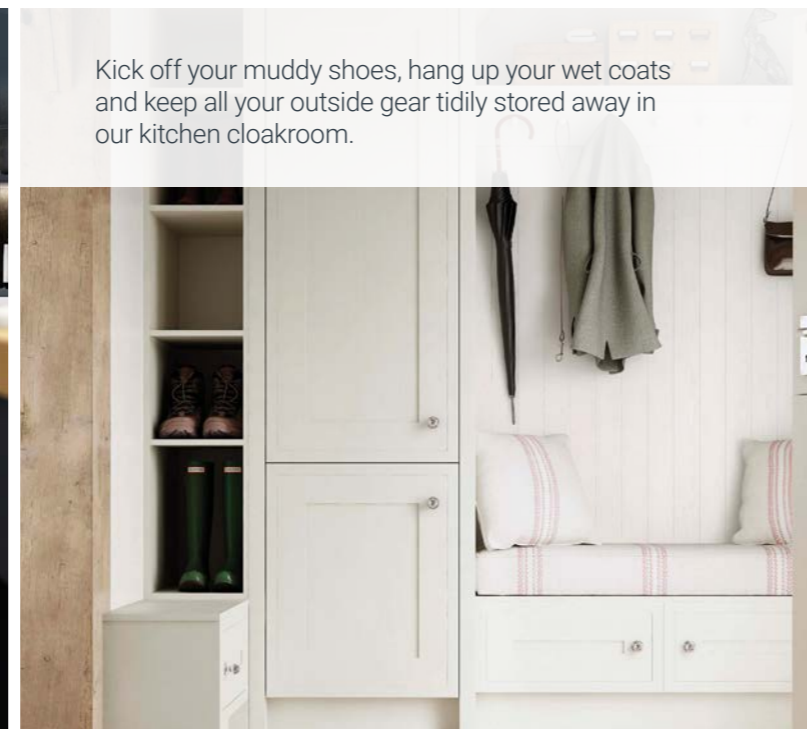 Kick off your muddy shoes, hang up your wet coats
and keep all your outside gear tidily stored away in
our kitchen cloakroom.